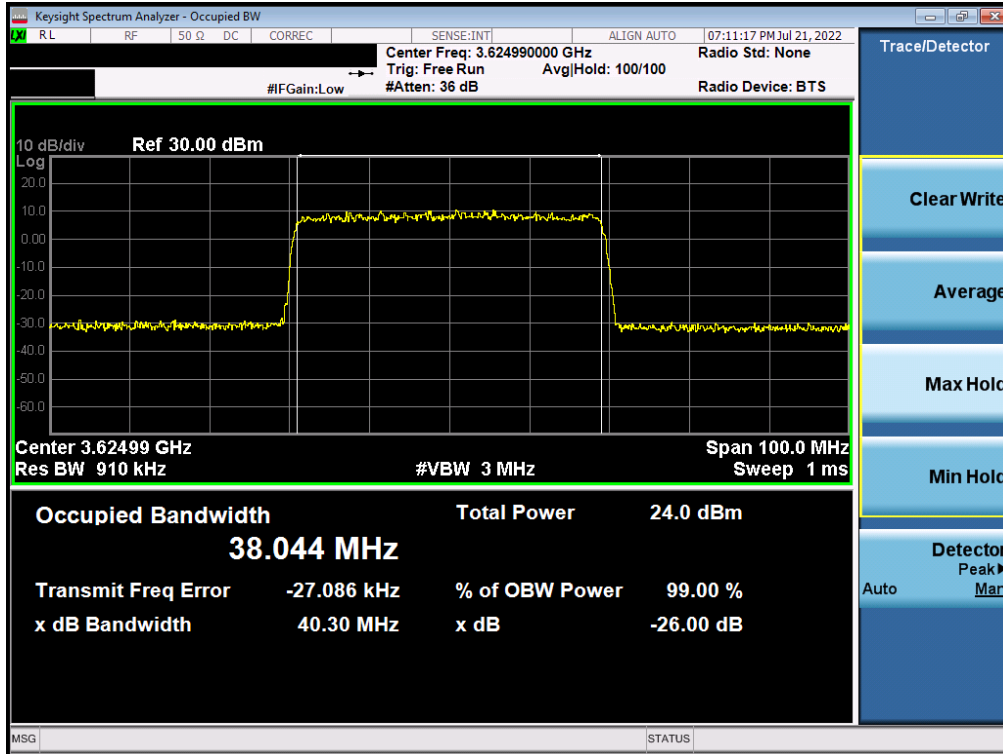 Keysight Spectrum Analyzer - Occupied BW
LXI RL RF 50 Ω DC CORREC SENSE:INT ALIGN AUTO 07:11:17 PM Jul 21, 2022
Center Freq: 3.624990000 GHz Radio Std: None
Trig: Free Run Avg|Hold: 100/100
#IFGain:Low #Atten: 36 dB Radio Device: BTS
10 dB/div Ref 30.00 dBm
Log
20.0
10.0
0.00
-10.0
-20.0
-30.0
-40.0
-50.0
-60.0
Center 3.62499 GHz Span 100.0 MHz
Res BW 910 kHz #VBW 3 MHz Sweep 1 ms
Occupied Bandwidth Total Power 24.0 dBm
38.044 MHz
Transmit Freq Error -27.086 kHz % of OBW Power 99.00 %
x dB Bandwidth 40.30 MHz x dB -26.00 dB
MSG STATUS
Trace/Detector
Clear Write
Average
Max Hold
Min Hold
Detector
Peak▶
Auto Man